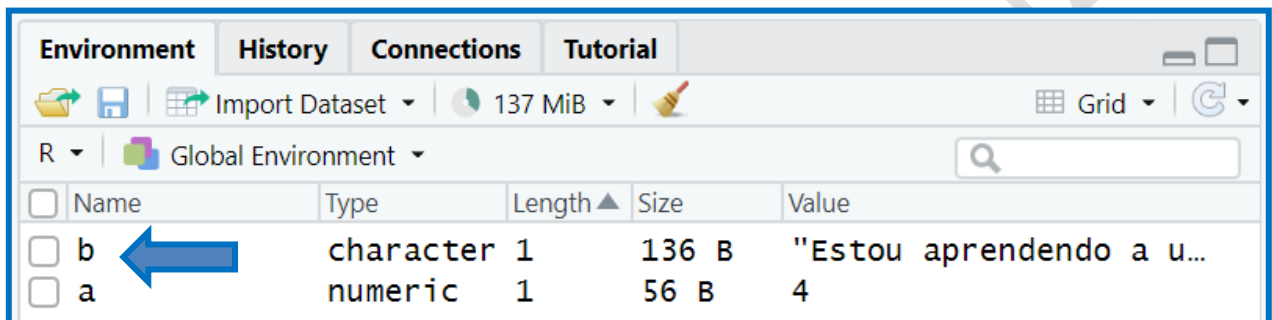 Environment History Connections Tutorial
Import Dataset 137 MiB Grid
R Global Environment
Name Type Length Size Value
b character 1 136 B "Estou aprendendo a u…
a numeric 1 56 B 4